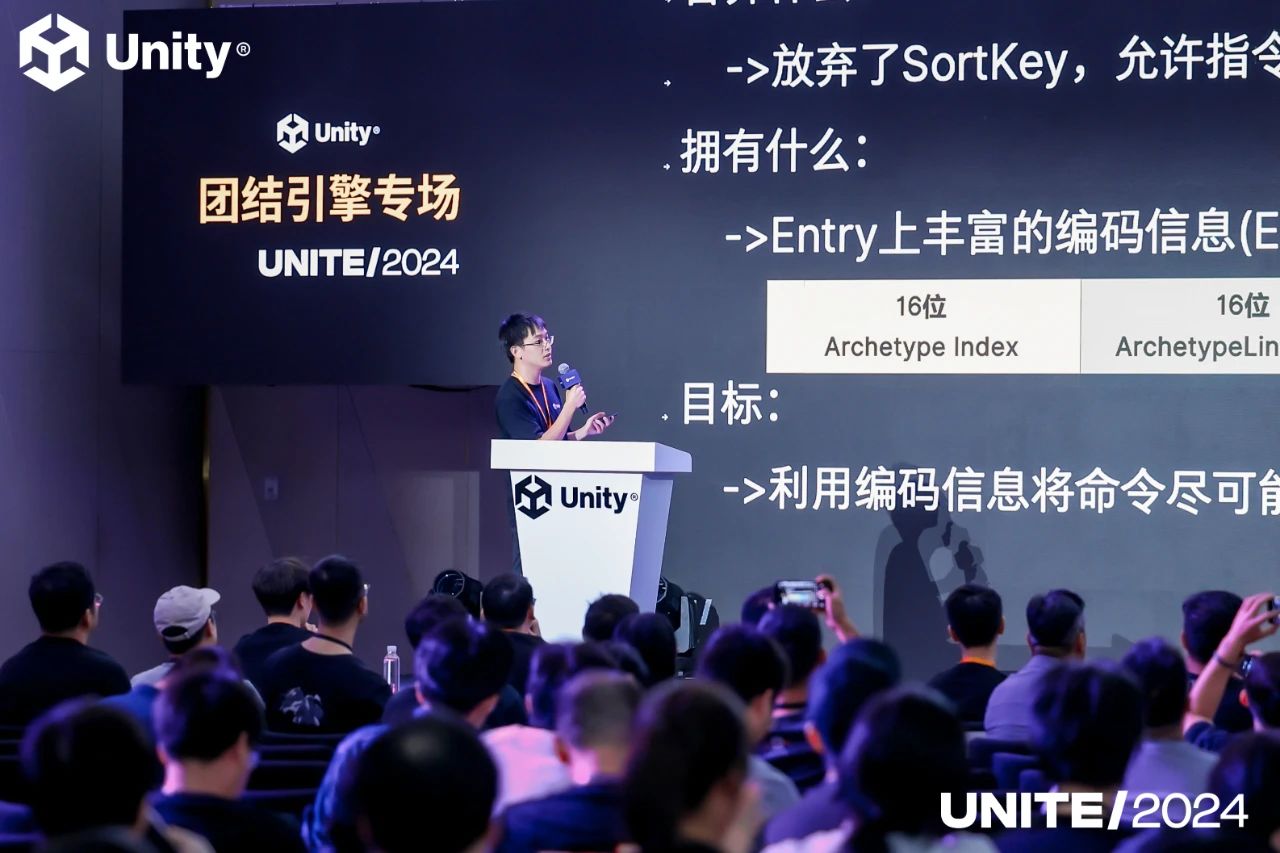 Unity®
Unity®
团结引擎专场
UNITE/2024
->放弃了SortKey，允许指令
拥有什么：
->Entry上丰富的编码信息(E
16位
Archetype Index
16位
ArchetypeLin
目标：
->利用编码信息将命令尽可能
Unity®
UNITE/2024